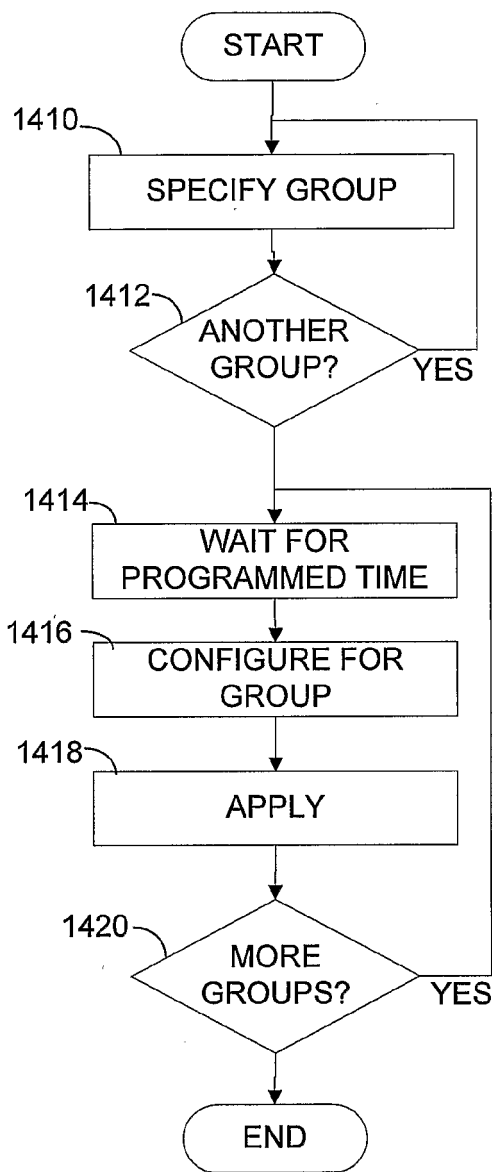 START
1410
SPECIFY GROUP
1412
ANOTHER
GROUP?
YES
1414
WAIT FOR
PROGRAMMED TIME
1416
CONFIGURE FOR
GROUP
1418
APPLY
1420
MORE
GROUPS?
YES
END